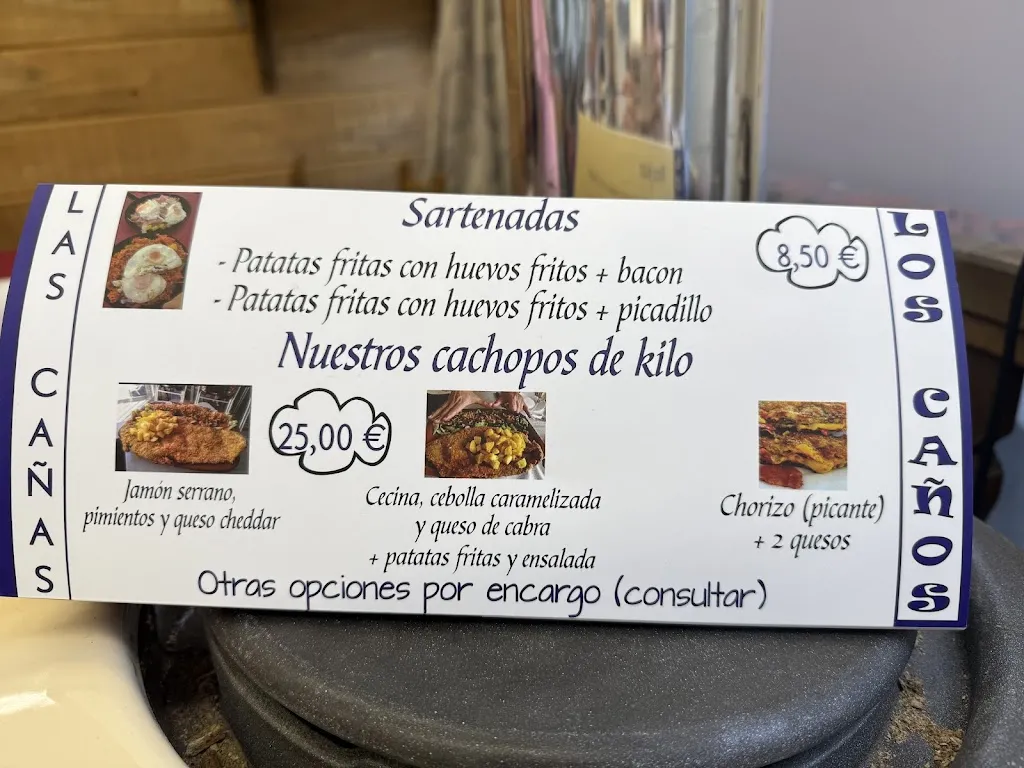 LAS CAÑAS
Sartenadas
8,50 €
- Patatas fritas con huevos fritos + bacon
- Patatas fritas con huevos fritos + picadillo
Nuestros cachopos de kilo
25,00 €
Jamón serrano,
pimientos y queso cheddar
Cecina, cebolla caramelizada
y queso de cabra
+ patatas fritas y ensalada
Chorizo (picante)
+ 2 quesos
Otras opciones por encargo (consultar)
LOS CAÑOS